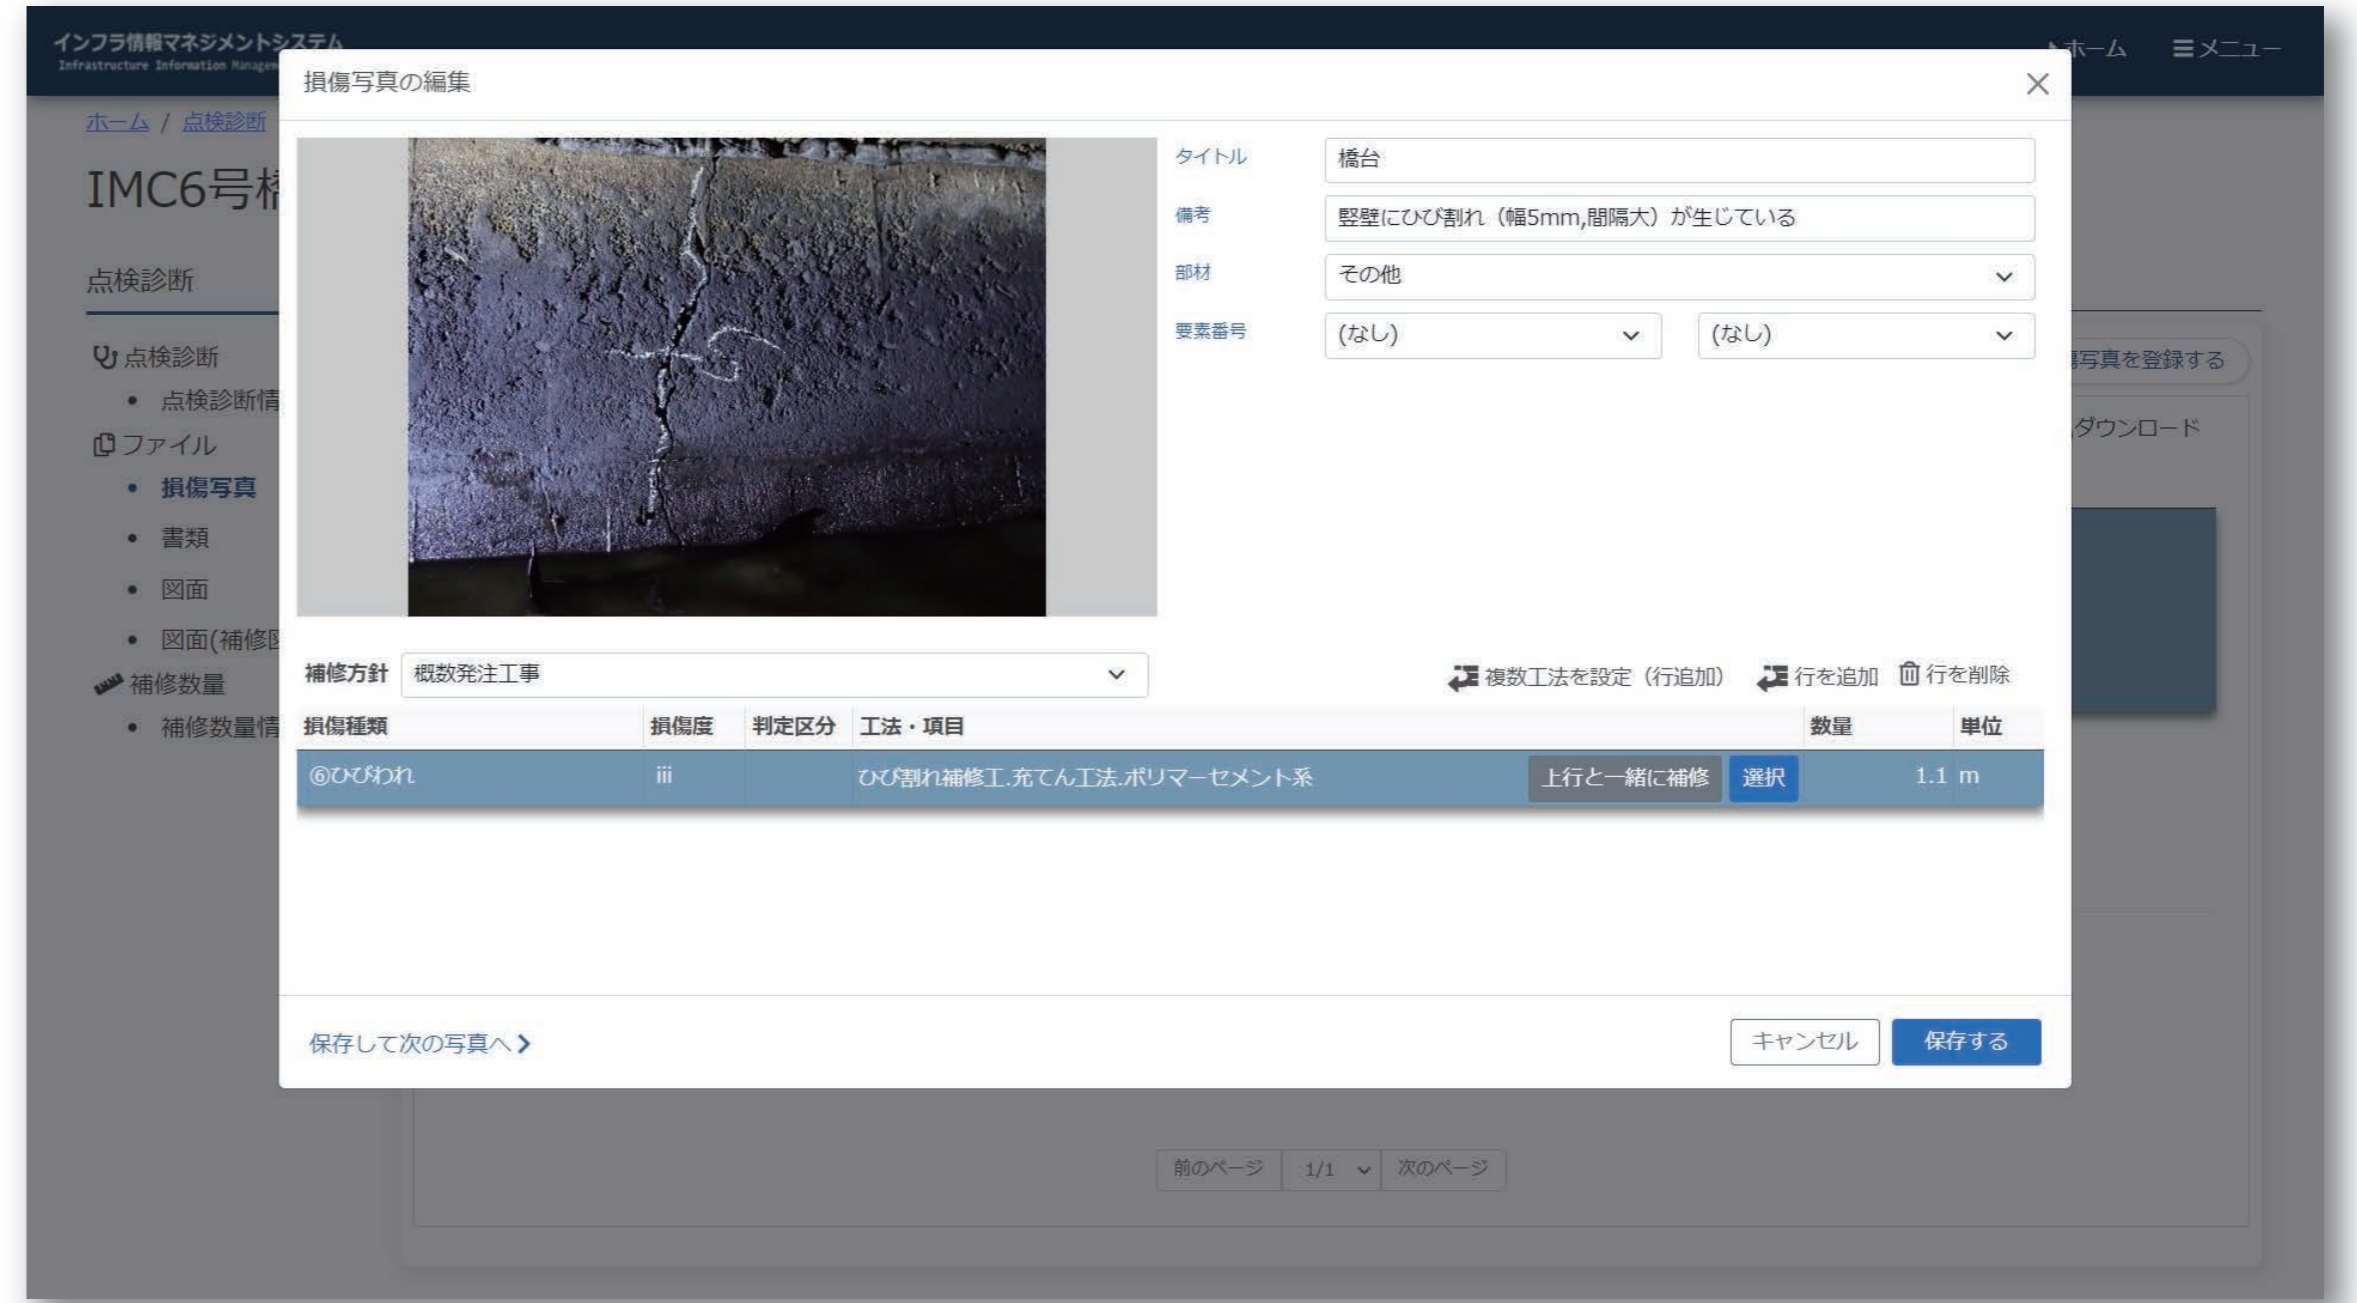 インフラ情報マネジメントシステム
Infrastructure Information
ホーム ☰メニュー
ホーム / 点検診断
IMC6号
点検診断
点検診断
• 点検診断情
ファイル
• 損傷写真
• 書類
• 図面
• 図面(補修
補修数量
• 補修数量情
写真を登録する
ダウンロード
損傷写真の編集
タイトル 橋台
備考 竪壁にひび割れ（幅5mm,間隔大）が生じている
部材 その他
要素番号 (なし) (なし)
補修方針 概数発注工事 複数工法を設定（行追加） 行を追加 行を削除
損傷種類 損傷度 判定区分 工法・項目 数量 単位
⑥ひびわれ iii ひび割れ補修工.充てん工法.ポリマーセメント系 上行と一緒に補修 選択 1.1 m
保存して次の写真へ キャンセル 保存する
前のページ 1/1 次のページ